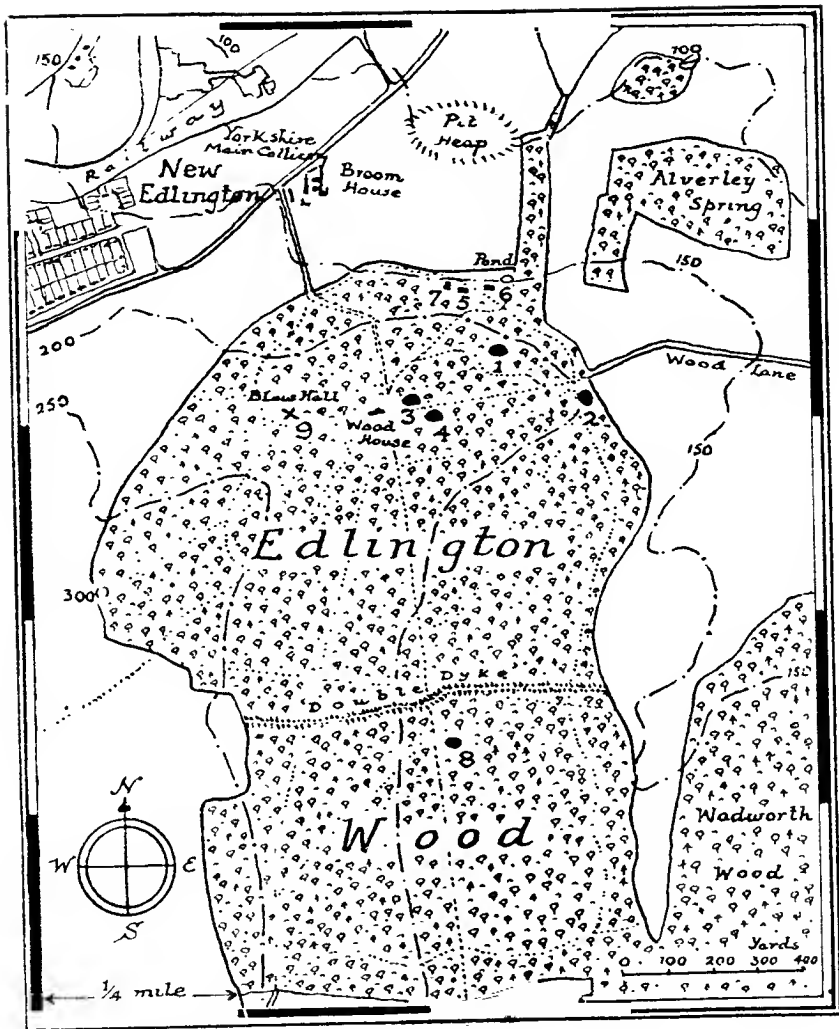 150
100
100
Railway
Yorkshire
Main Colliery
Pit
Heap
New
Edlington
Broom
House
Alverley
Spring
Pond
150
7 5 6
200
1
Wood Lane
250
Blow Hall
9
Wood
House
3
4
2
150
Edlington
300
Double Dyke
150
8
N
W E
S
Wood
Wadworth
Wood
Yards
0 100 200 300 400
1/4 mile